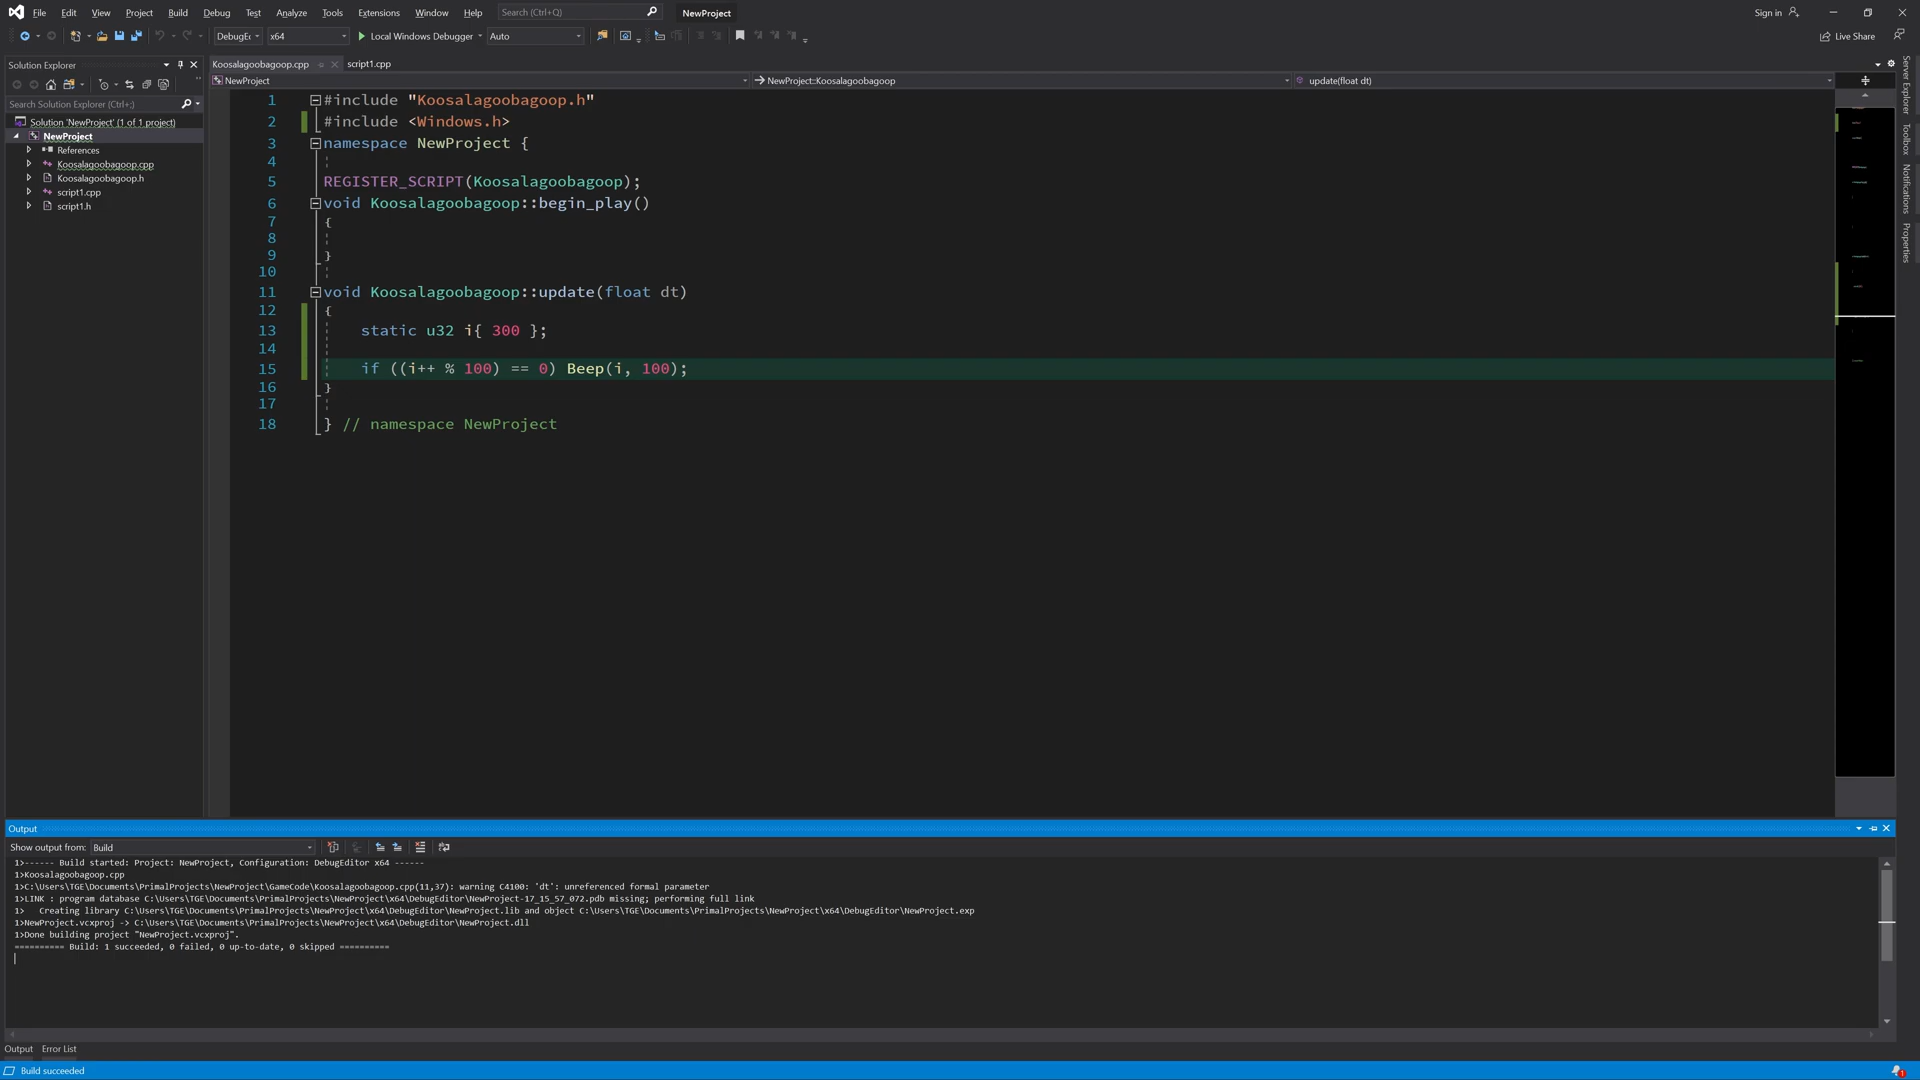 File Edit View Project Build Debug Test Analyze Tools Extensions Window Help Search (Ctrl+Q) NewProject Sign in
x64 Local Windows Debugger Auto Live Share
Solution Explorer
Search Solution Explorer (Ctrl+;)
Solution 'NewProject' (1 of 1 project)
NewProject
References
Koosalagoobagoop.cpp
Koosalagoobagoop.h
script1.cpp
script1.h
Koosalagoobagoop.cpp script1.cpp
NewProject NewProject::Koosalagoobagoop update(float dt)
1 #include "Koosalagoobagoop.h"
2 #include <Windows.h>
3 namespace NewProject {
4
5 REGISTER_SCRIPT(Koosalagoobagoop);
6 void Koosalagoobagoop::begin_play()
7 {
8
9 }
10
11 void Koosalagoobagoop::update(float dt)
12 {
13 static u32 i{ 300 };
14
15 if ((i++ % 100) == 0) Beep(i, 100);
16 }
17
18 } // namespace NewProject
Server Explorer
Toolbox
Notifications
Properties
Output
Show output from: Build
1>------ Build started: Project: NewProject, Configuration: DebugEditor x64 ------
1>Koosalagoobagoop.cpp
1>C:\Users\TGE\Documents\PrimalProjects\NewProject\GameCode\Koosalagoobagoop.cpp(11,37): warning C4100: 'dt': unreferenced formal parameter
1>LINK : program database C:\Users\TGE\Documents\PrimalProjects\NewProject\x64\DebugEditor\NewProject-17_15_57_072.pdb missing; performing full link
1>   Creating library C:\Users\TGE\Documents\PrimalProjects\NewProject\x64\DebugEditor\NewProject.lib and object C:\Users\TGE\Documents\PrimalProjects\NewProject\x64\DebugEditor\NewProject.exp
1>NewProject.vcxproj -> C:\Users\TGE\Documents\PrimalProjects\NewProject\x64\DebugEditor\NewProject.dll
1>Done building project "NewProject.vcxproj".
========== Build: 1 succeeded, 0 failed, 0 up-to-date, 0 skipped ==========
Output Error List
Build succeeded